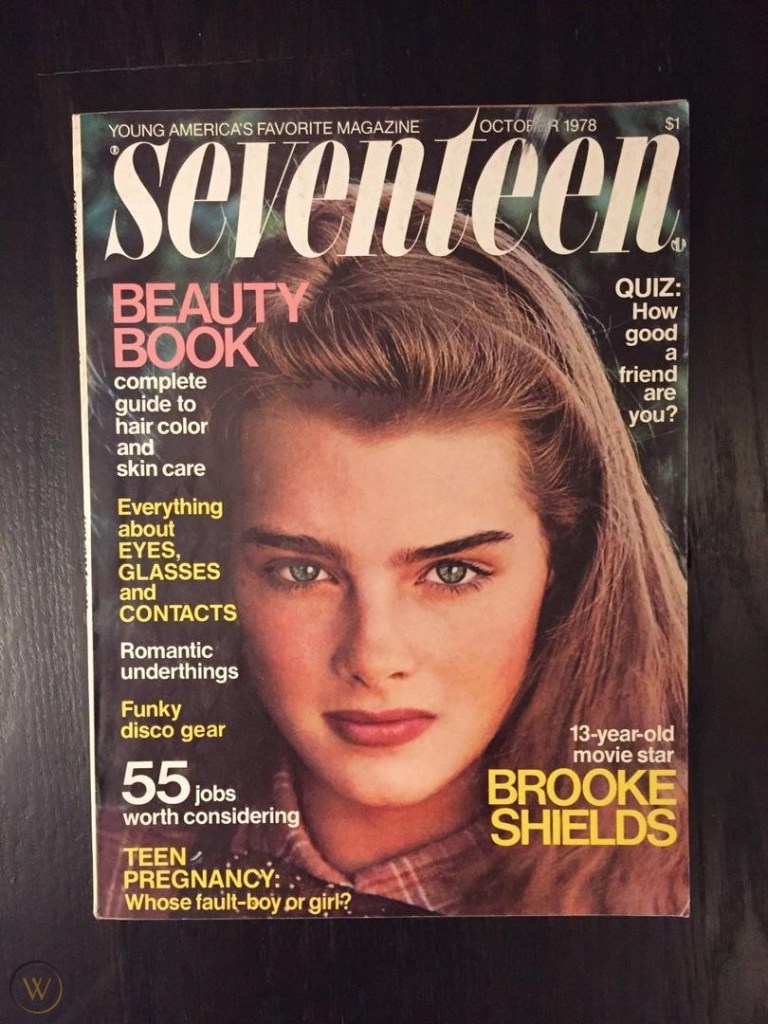 YOUNG AMERICA'S FAVORITE MAGAZINE
OCTOBER 1978
$1
seventeen
BEAUTY
BOOK
complete
guide to
hair color
and
skin care
Everything
about
EYES,
GLASSES
and
CONTACTS
Romantic
underthings
Funky
disco gear
55 jobs
worth considering
TEEN
PREGNANCY:
Whose fault-boy or girl?
QUIZ:
How
good
a
friend
are
you?
13-year-old
movie star
BROOKE
SHIELDS
W